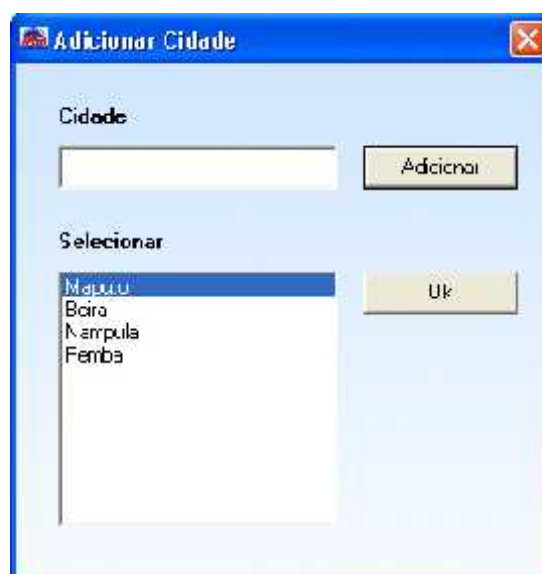 Adicionar Cidade
Cidade
Adicionar
Selecionar
Maputo
Ok
Beira
Nampula
Pemba